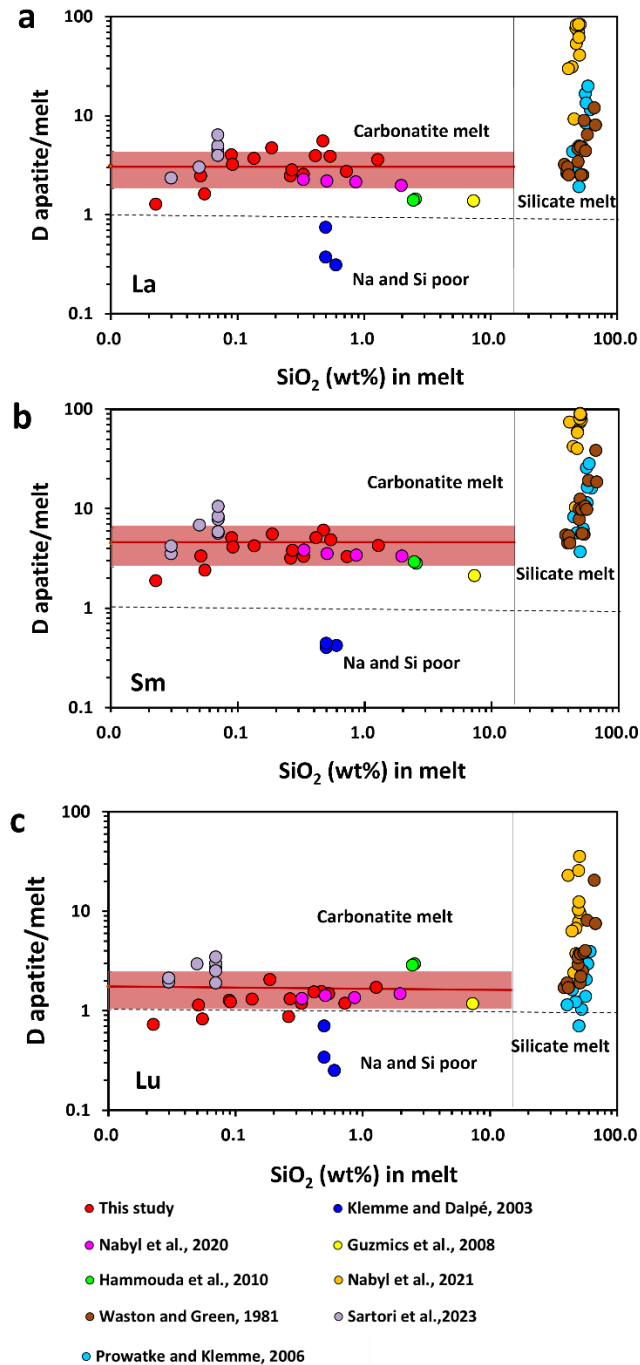 a
100
10
1
0.1
D apatite/melt
Carbonatite melt
Silicate melt
Na and Si poor
La
0.0 0.1 1.0 10.0 100.0
SiO₂ (wt%) in melt
b
100
10
1
0.1
D apatite/melt
Carbonatite melt
Silicate melt
Na and Si poor
Sm
0.0 0.1 1.0 10.0 100.0
SiO₂ (wt%) in melt
c
100
10
1
0.1
D apatite/melt
Carbonatite melt
Silicate melt
Na and Si poor
Lu
0.0 0.1 1.0 10.0 100.0
SiO₂ (wt%) in melt
This study
Klemme and Dalpé, 2003
Nabyl et al., 2020
Guzmics et al., 2008
Hammouda et al., 2010
Nabyl et al., 2021
Waston and Green, 1981
Sartori et al.,2023
Prowatke and Klemme, 2006